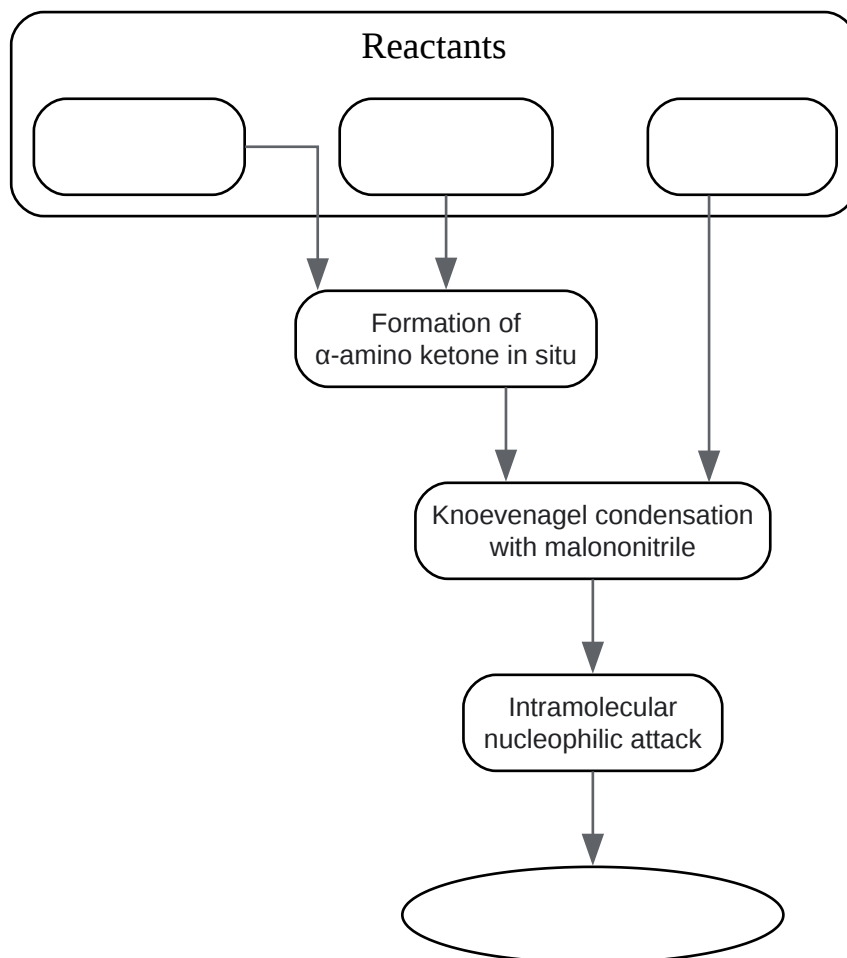 Reactants
Formation of
α-amino ketone in situ
Knoevenagel condensation
with malononitrile
Intramolecular
nucleophilic attack